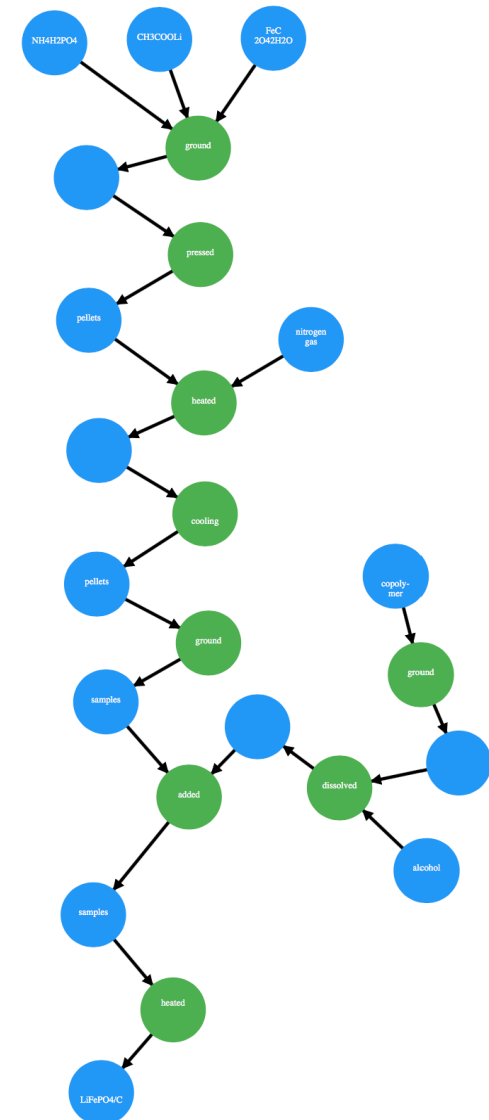 NH4H2PO4
CH3COOLi
FeC
2O42H2O
ground
pressed
pellets
nitrogen
gas
heated
cooling
copoly-
mer
pellets
ground
ground
samples
dissolved
added
alcohol
samples
heated
LiFePO4/C